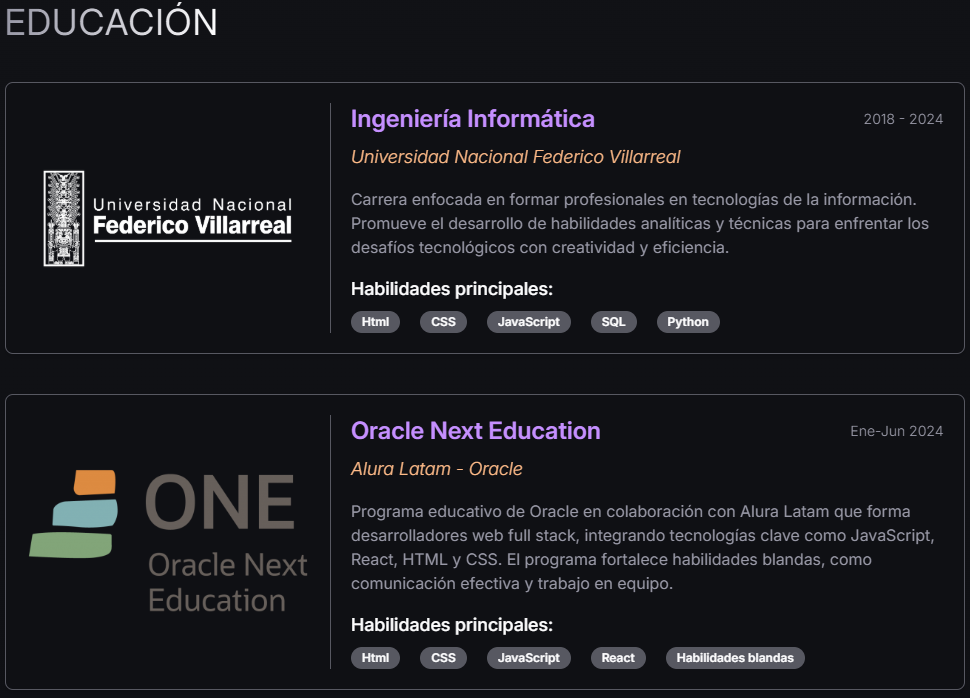 EDUCACIÓN
Universidad Nacional
Federico Villarreal
Ingeniería Informática
2018 - 2024
Universidad Nacional Federico Villarreal
Carrera enfocada en formar profesionales en tecnologías de la información.
Promueve el desarrollo de habilidades analíticas y técnicas para enfrentar los
desafíos tecnológicos con creatividad y eficiencia.
Habilidades principales:
Html CSS JavaScript SQL Python
ONE
Oracle Next
Education
Oracle Next Education
Ene-Jun 2024
Alura Latam - Oracle
Programa educativo de Oracle en colaboración con Alura Latam que forma
desarrolladores web full stack, integrando tecnologías clave como JavaScript,
React, HTML y CSS. El programa fortalece habilidades blandas, como
comunicación efectiva y trabajo en equipo.
Habilidades principales:
Html CSS JavaScript React Habilidades blandas